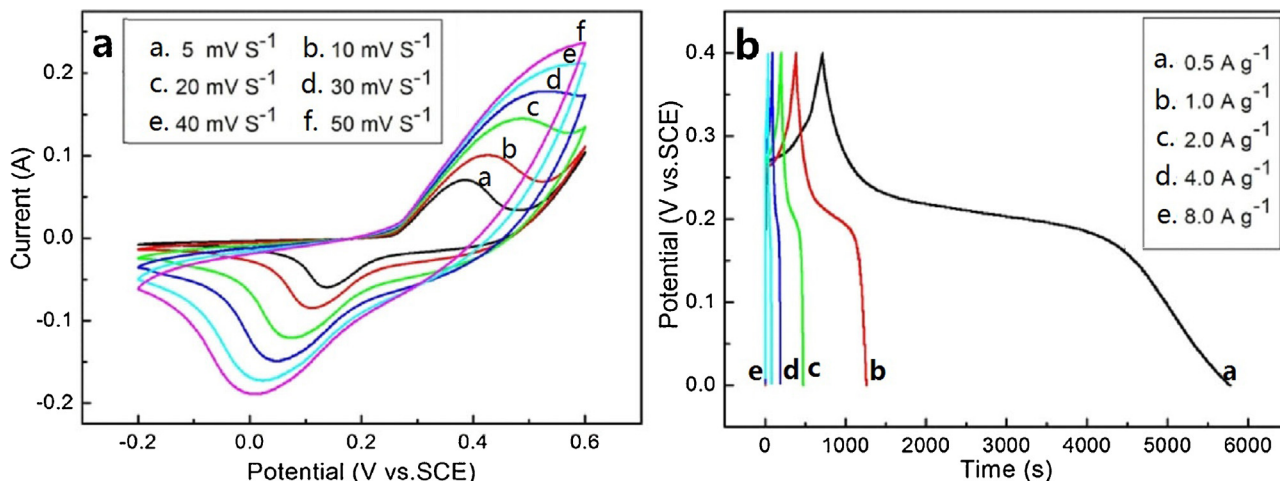 a
a. 5 mV S⁻¹ b. 10 mV S⁻¹
c. 20 mV S⁻¹ d. 30 mV S⁻¹
e. 40 mV S⁻¹ f. 50 mV S⁻¹
f
e
d
c
b
a
0.2
0.1
0.0
-0.1
-0.2
Current (A)
-0.2 0.0 0.2 0.4 0.6
Potential (V vs.SCE)
b
a. 0.5 A g⁻¹
b. 1.0 A g⁻¹
c. 2.0 A g⁻¹
d. 4.0 A g⁻¹
e. 8.0 A g⁻¹
0.4
0.3
0.2
0.2
0.0
Potential (V vs.SCE)
e d c b a
0 1000 2000 3000 4000 5000 6000
Time (s)